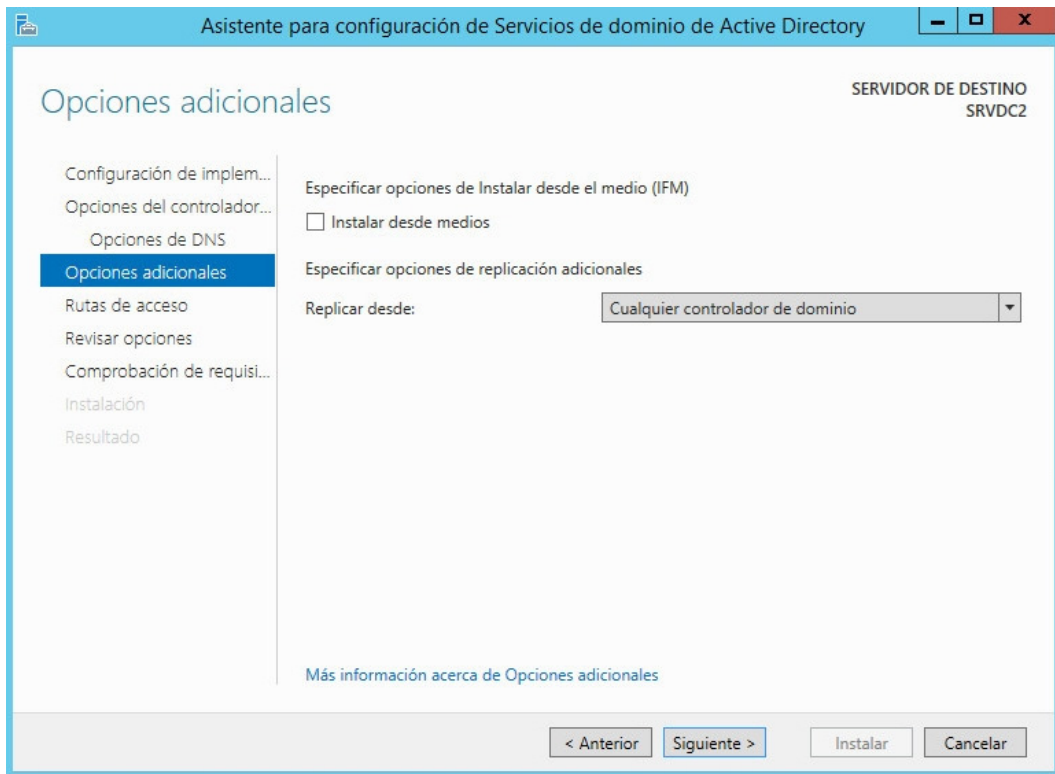 Asistente para configuración de Servicios de dominio de Active Directory
Opciones adicionales
SERVIDOR DE DESTINO
SRVDC2
Configuración de implem...
Opciones del controlador...
Opciones de DNS
Opciones adicionales
Rutas de acceso
Revisar opciones
Comprobación de requisi...
Instalación
Resultado
Especificar opciones de Instalar desde el medio (IFM)
Instalar desde medios
Especificar opciones de replicación adicionales
Replicar desde: Cualquier controlador de dominio
Más información acerca de Opciones adicionales
< Anterior Siguiente > Instalar Cancelar